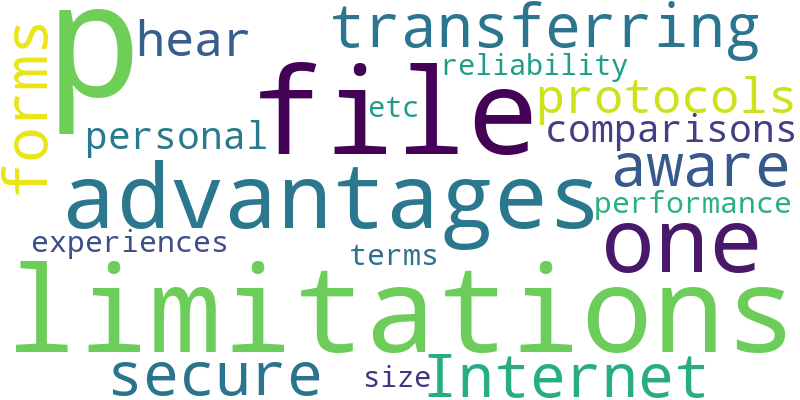 p
hear
transferring
forms
file
reliability
etc
protocols
personal
comparisons
aware
advantages
performance
one
experiences
terms
limitations
secure
size
Internet